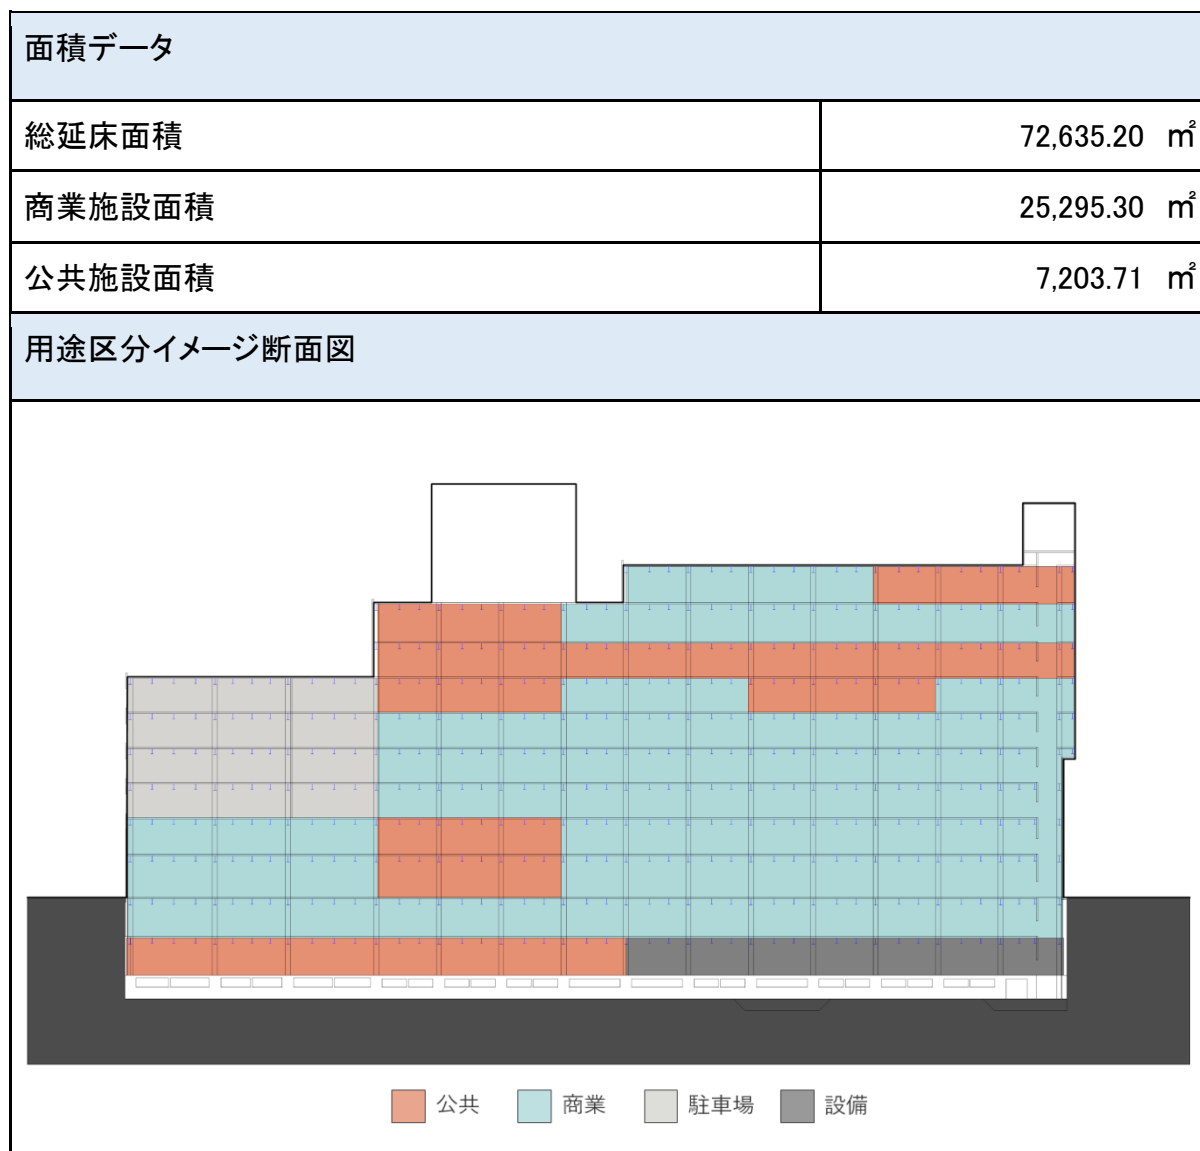 面積データ
総延床面積 72,635.20 ㎡
商業施設面積 25,295.30 ㎡
公共施設面積 7,203.71 ㎡
用途区分イメージ断面図
公共 商業 駐車場 設備